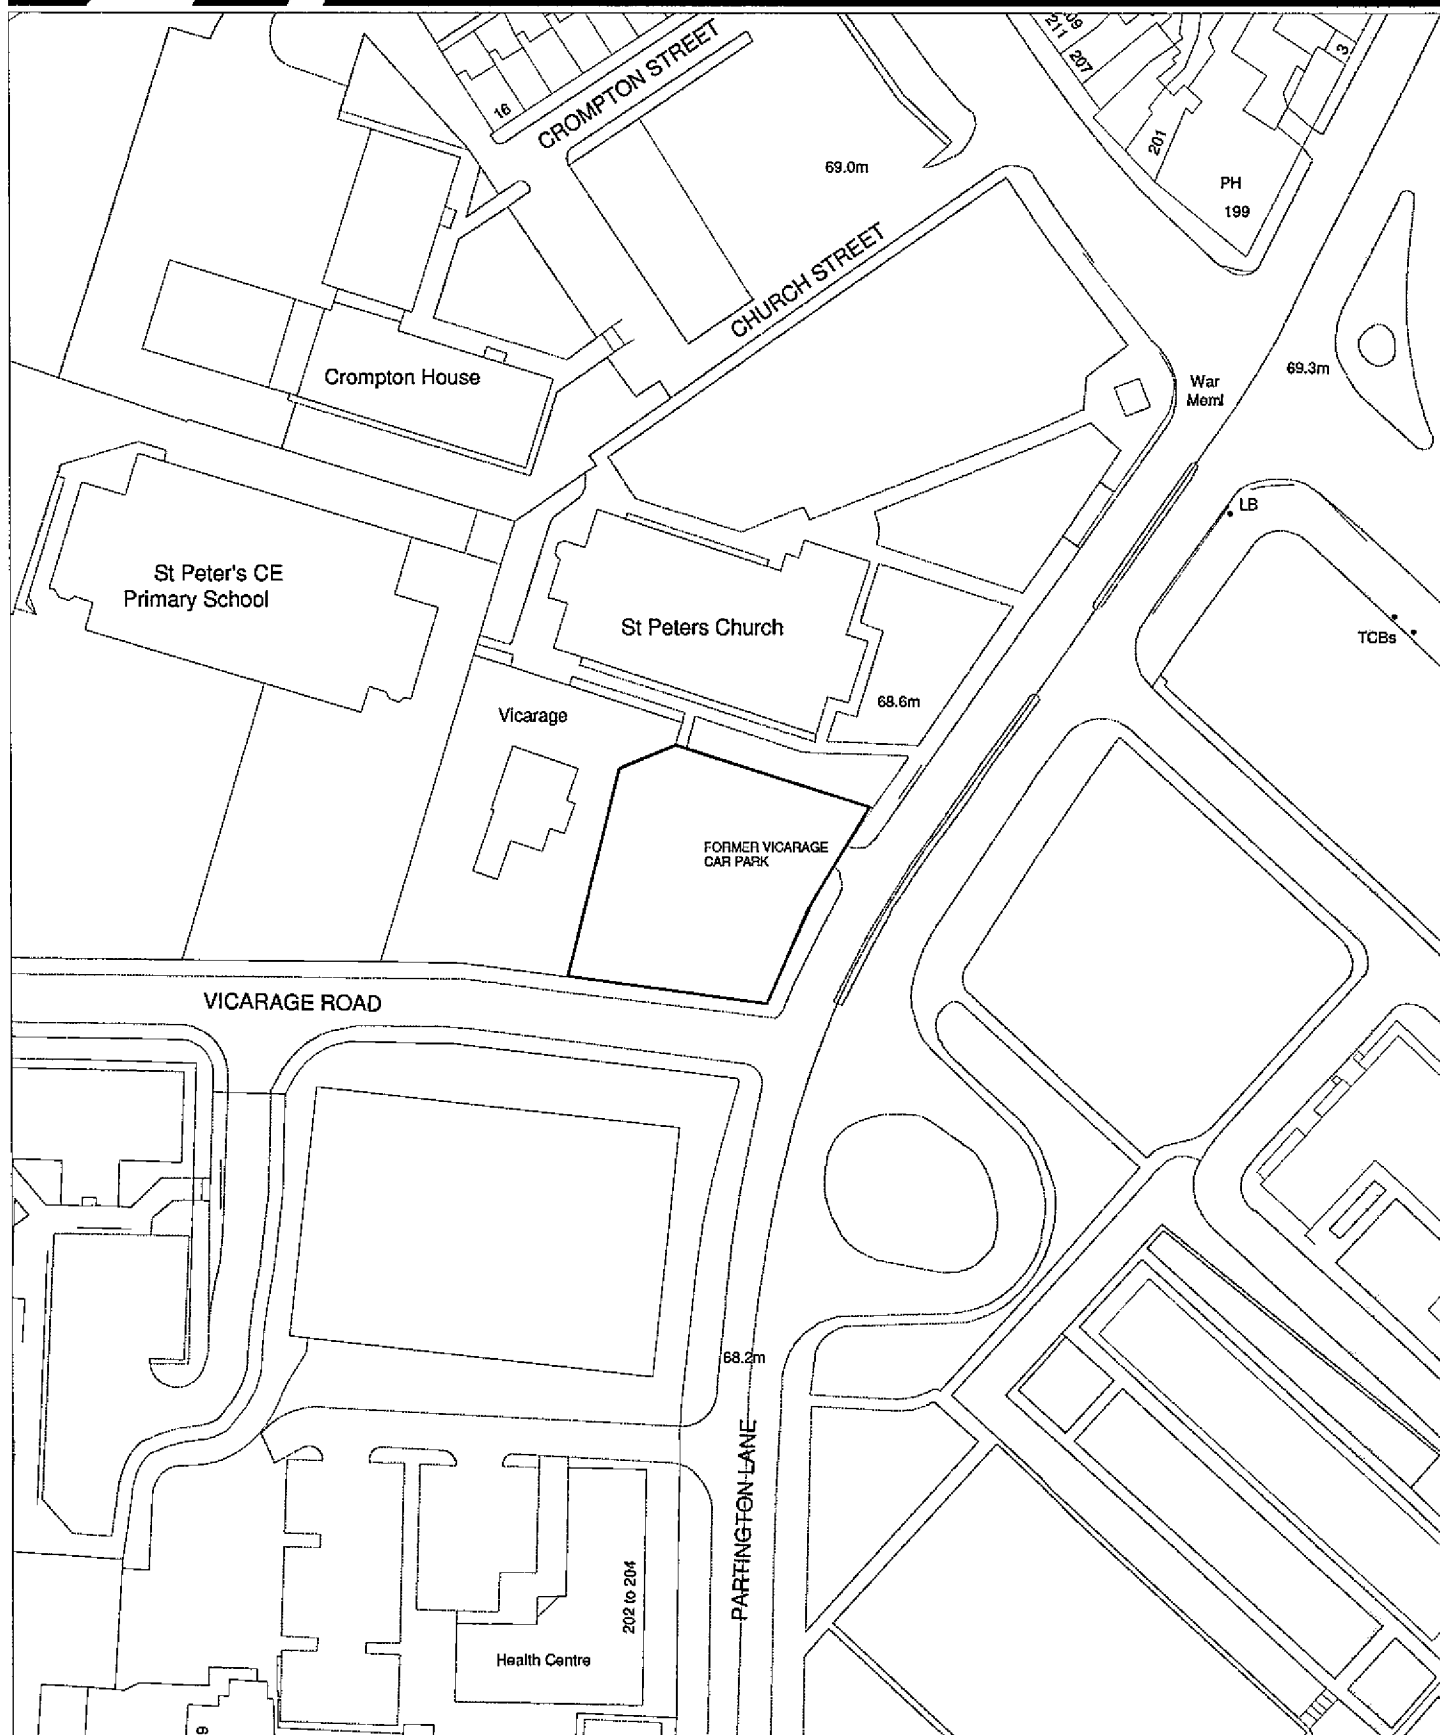 CROMPTON STREET
16
209
211
207
3
201
PH
199
69.0m
CHURCH STREET
69.3m
War
Meml
Crompton House
LB
St Peter's CE
Primary School
St Peters Church
TCBs
68.6m
Vicarage
FORMER VICARAGE
CAR PARK
VICARAGE ROAD
68.2m
PARTINGTON LANE
202 to 204
Health Centre
9